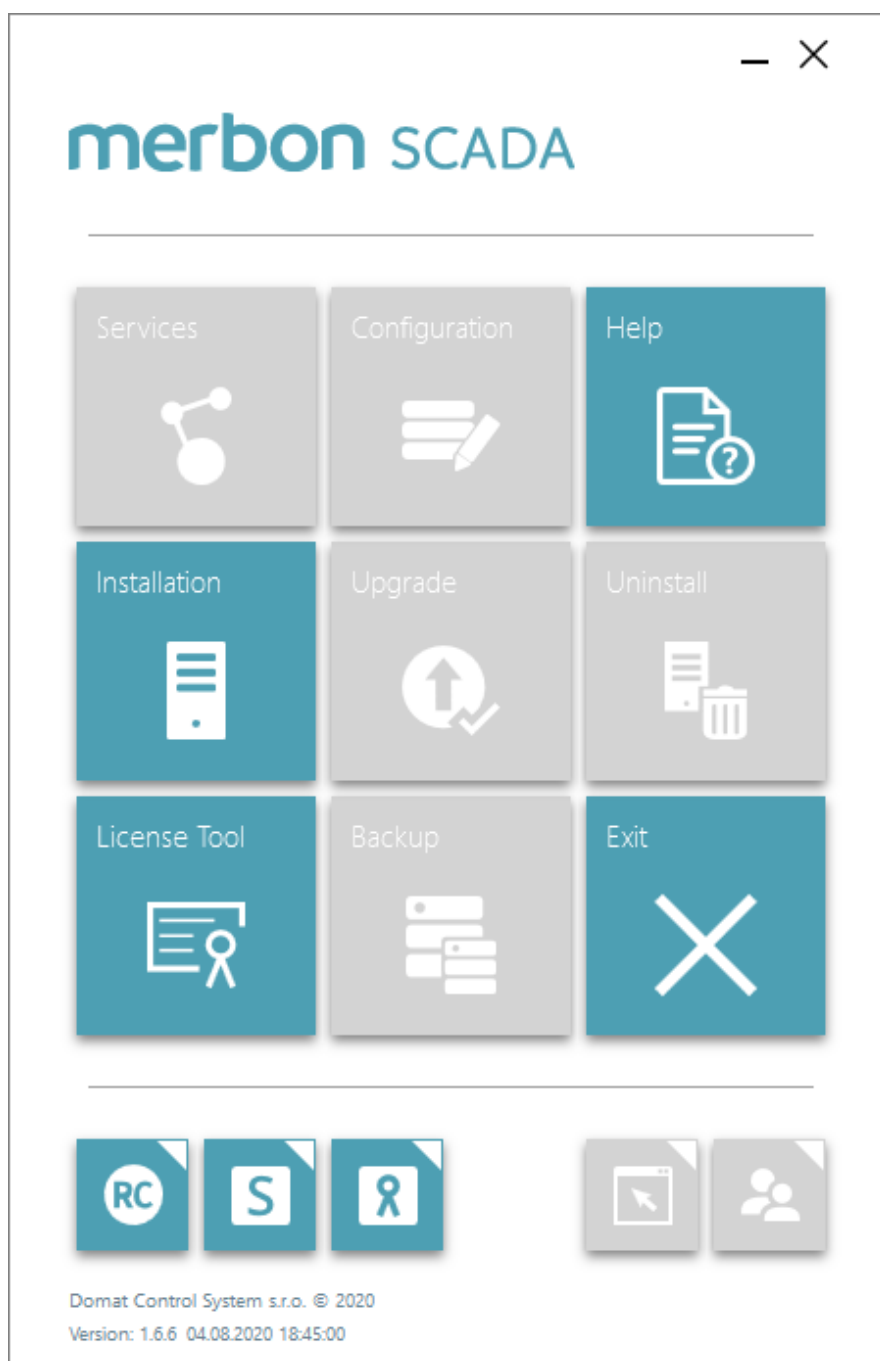 merbon SCADA
Services
Configuration
Help
?
Installation
Upgrade
Uninstall
License Tool
Backup
Exit
RC
S
Domat Control System s.r.o. © 2020
Version: 1.6.6 04.08.2020 18:45:00